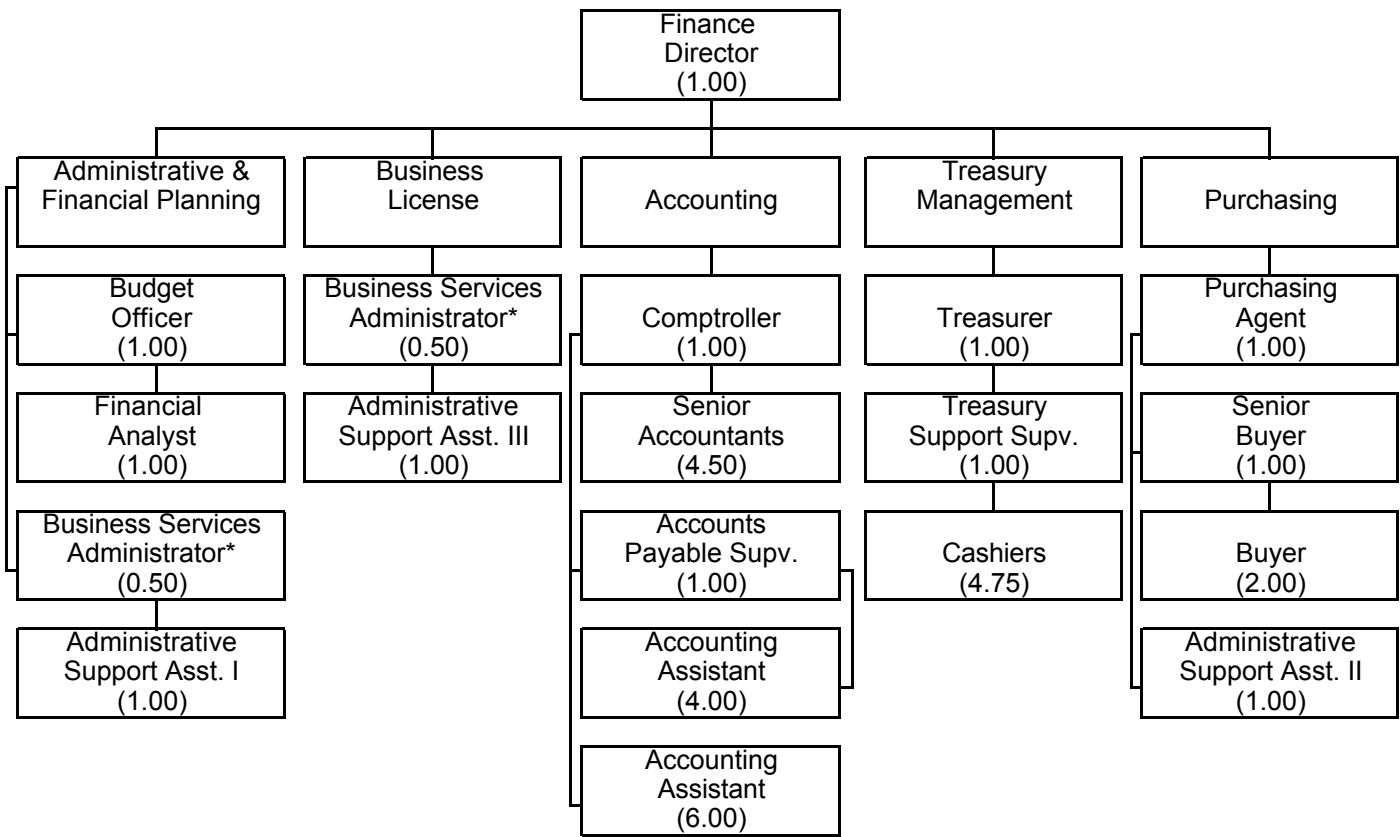 Finance
Director
(1.00)
Administrative &
Financial Planning
Business
License
Accounting
Treasury
Management
Purchasing
Budget
Officer
(1.00)
Business Services
Administrator*
(0.50)
Comptroller
(1.00)
Treasurer
(1.00)
Purchasing
Agent
(1.00)
Financial
Analyst
(1.00)
Administrative
Support Asst. III
(1.00)
Senior
Accountants
(4.50)
Treasury
Support Supv.
(1.00)
Senior
Buyer
(1.00)
Business Services
Administrator*
(0.50)
Accounts
Payable Supv.
(1.00)
Cashiers
(4.75)
Buyer
(2.00)
Administrative
Support Asst. I
(1.00)
Accounting
Assistant
(4.00)
Administrative
Support Asst. II
(1.00)
Accounting
Assistant
(6.00)